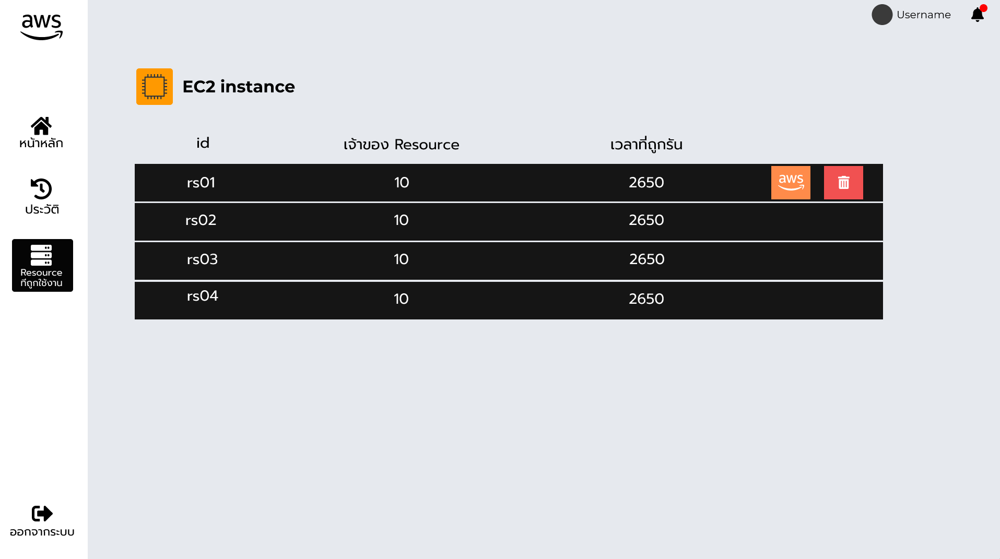 aws
Username
EC2 instance
หน้าหลัก
ประวัติ
Resource
ที่ถูกใช้งาน
ออกจากระบบ
id เจ้าของ Resource เวลาที่ถูกรัน
rs01 10 2650 aws
rs02 10 2650
rs03 10 2650
rs04 10 2650